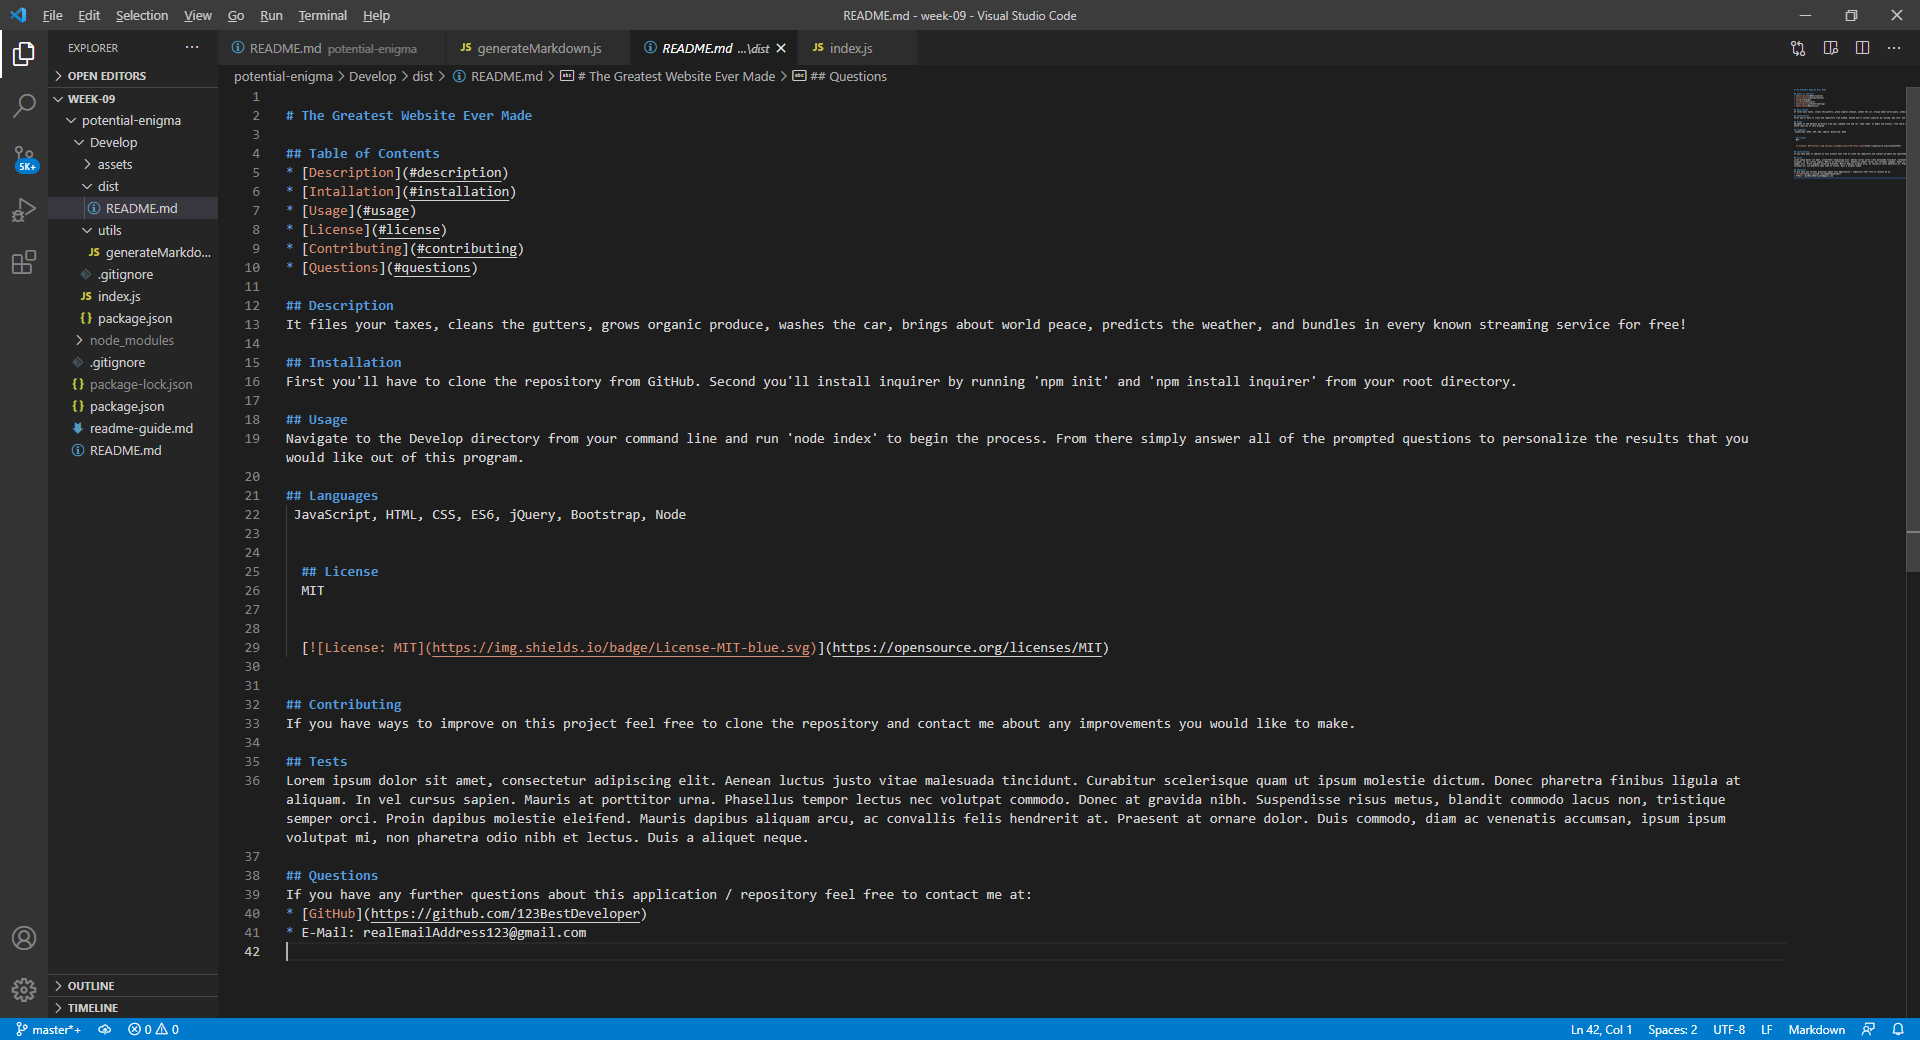 File Edit Selection View Go Run Terminal Help
README.md - week-09 - Visual Studio Code
EXPLORER
README.md potential-enigma
JS generateMarkdown.js
README.md ...\dist
JS index.js
OPEN EDITORS
WEEK-09
potential-enigma
Develop
assets
dist
README.md
utils
JS generateMarkdo...
.gitignore
JS index.js
{} package.json
node_modules
.gitignore
{} package-lock.json
{} package.json
readme-guide.md
README.md
OUTLINE
TIMELINE
5K+
potential-enigma > Develop > dist > README.md > # The Greatest Website Ever Made > ## Questions
1
2 # The Greatest Website Ever Made
3
4 ## Table of Contents
5 * [Description](#description)
6 * [Intallation](#installation)
7 * [Usage](#usage)
8 * [License](#license)
9 * [Contributing](#contributing)
10 * [Questions](#questions)
11
12 ## Description
13 It files your taxes, cleans the gutters, grows organic produce, washes the car, brings about world peace, predicts the weather, and bundles in every known streaming service for free!
14
15 ## Installation
16 First you'll have to clone the repository from GitHub. Second you'll install inquirer by running 'npm init' and 'npm install inquirer' from your root directory.
17
18 ## Usage
19 Navigate to the Develop directory from your command line and run 'node index' to begin the process. From there simply answer all of the prompted questions to personalize the results that you
would like out of this program.
20
21 ## Languages
22 JavaScript, HTML, CSS, ES6, jQuery, Bootstrap, Node
23
24
25 ## License
26 MIT
27
28
29 [![License: MIT](https://img.shields.io/badge/License-MIT-blue.svg)](https://opensource.org/licenses/MIT)
30
31
32 ## Contributing
33 If you have ways to improve on this project feel free to clone the repository and contact me about any improvements you would like to make.
34
35 ## Tests
36 Lorem ipsum dolor sit amet, consectetur adipiscing elit. Aenean luctus justo vitae malesuada tincidunt. Curabitur scelerisque quam ut ipsum molestie dictum. Donec pharetra finibus ligula at
aliquam. In vel cursus sapien. Mauris at porttitor urna. Phasellus tempor lectus nec volutpat commodo. Donec at gravida nibh. Suspendisse risus metus, blandit commodo lacus non, tristique
semper orci. Proin dapibus molestie eleifend. Mauris dapibus aliquam arcu, ac convallis felis hendrerit at. Praesent at ornare dolor. Duis commodo, diam ac venenatis accumsan, ipsum ipsum
volutpat mi, non pharetra odio nibh et lectus. Duis a aliquet neque.
37
38 ## Questions
39 If you have any further questions about this application / repository feel free to contact me at:
40 * [GitHub](https://github.com/123BestDeveloper)
41 * E-Mail: realEmailAddress123@gmail.com
42
master*+ 0 0
Ln 42, Col 1 Spaces: 2 UTF-8 LF Markdown